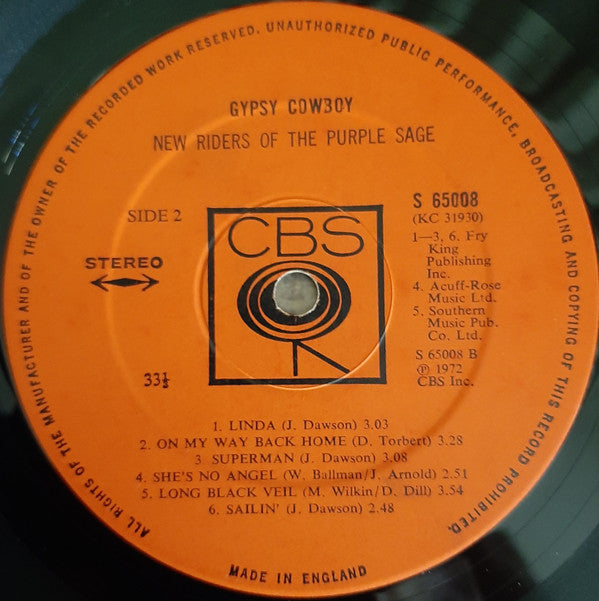 ALL RIGHTS OF THE MANUFACTURER AND OF THE OWNER OF THE RECORDED WORK RESERVED. UNAUTHORIZED PUBLIC PERFORMANCE, BROADCASTING AND COPYING OF THIS RECORD PROHIBITED.
GYPSY COWBOY
NEW RIDERS OF THE PURPLE SAGE
SIDE 2
STEREO
33⅓
CBS
S 65008
(KC 31930)
1—3, 6. Fry
King
Publishing
Inc.
4. Acuff-Rose
Music Ltd.
5. Southern
Music Pub.
Co. Ltd.
S 65008 B
℗ 1972
CBS Inc.
1. LINDA (J. Dawson) 3.03
2. ON MY WAY BACK HOME (D. Torbert) 3.28
3 SUPERMAN (J. Dawson) 3.08
4. SHE'S NO ANGEL (W. Ballman/J. Arnold) 2.51
5. LONG BLACK VEIL (M. Wilkin/D. Dill) 3.54
6. SAILIN' (J. Dawson) 2.48
MADE IN ENGLAND